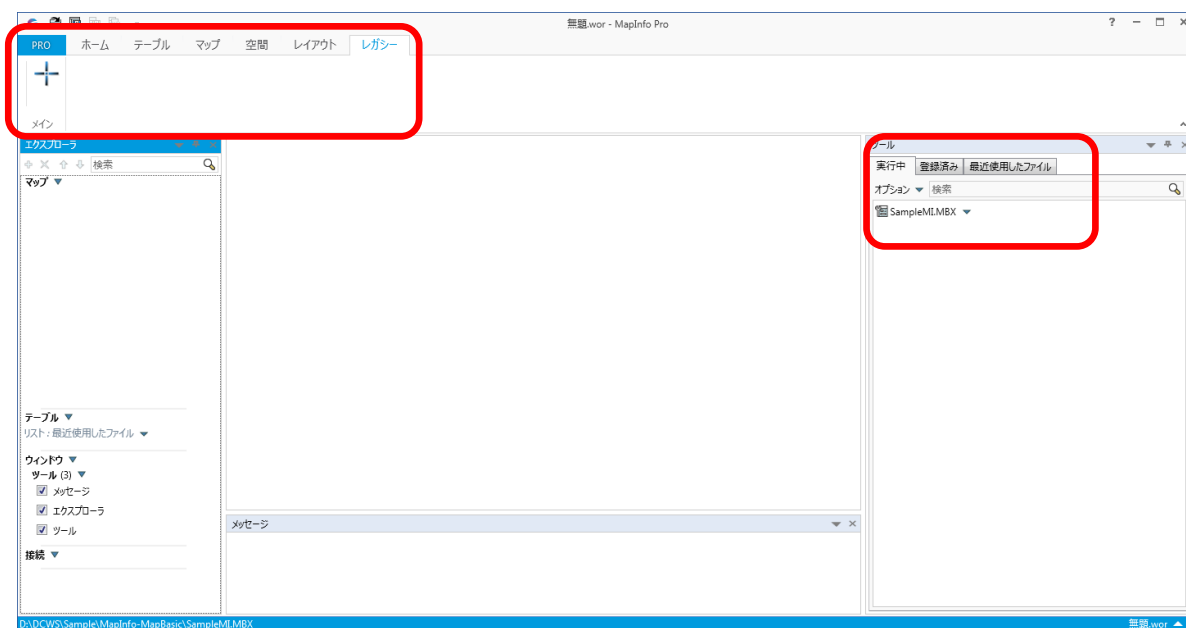 無題.wor - MapInfo Pro
PRO ホーム テーブル マップ 空間 レイアウト レガシー
メイン
エクスプローラ
検索
マップ
テーブル
リスト : 最近使用したファイル
ウィンドウ
ツール (3)
メッセージ
エクスプローラ
ツール
接続
メッセージ
ツール
実行中 登録済み 最近使用したファイル
オプション 検索
SampleMI.MBX
D:\DCWS\Sample\MapInfo-MapBasic\SampleMI.MBX 無題.wor